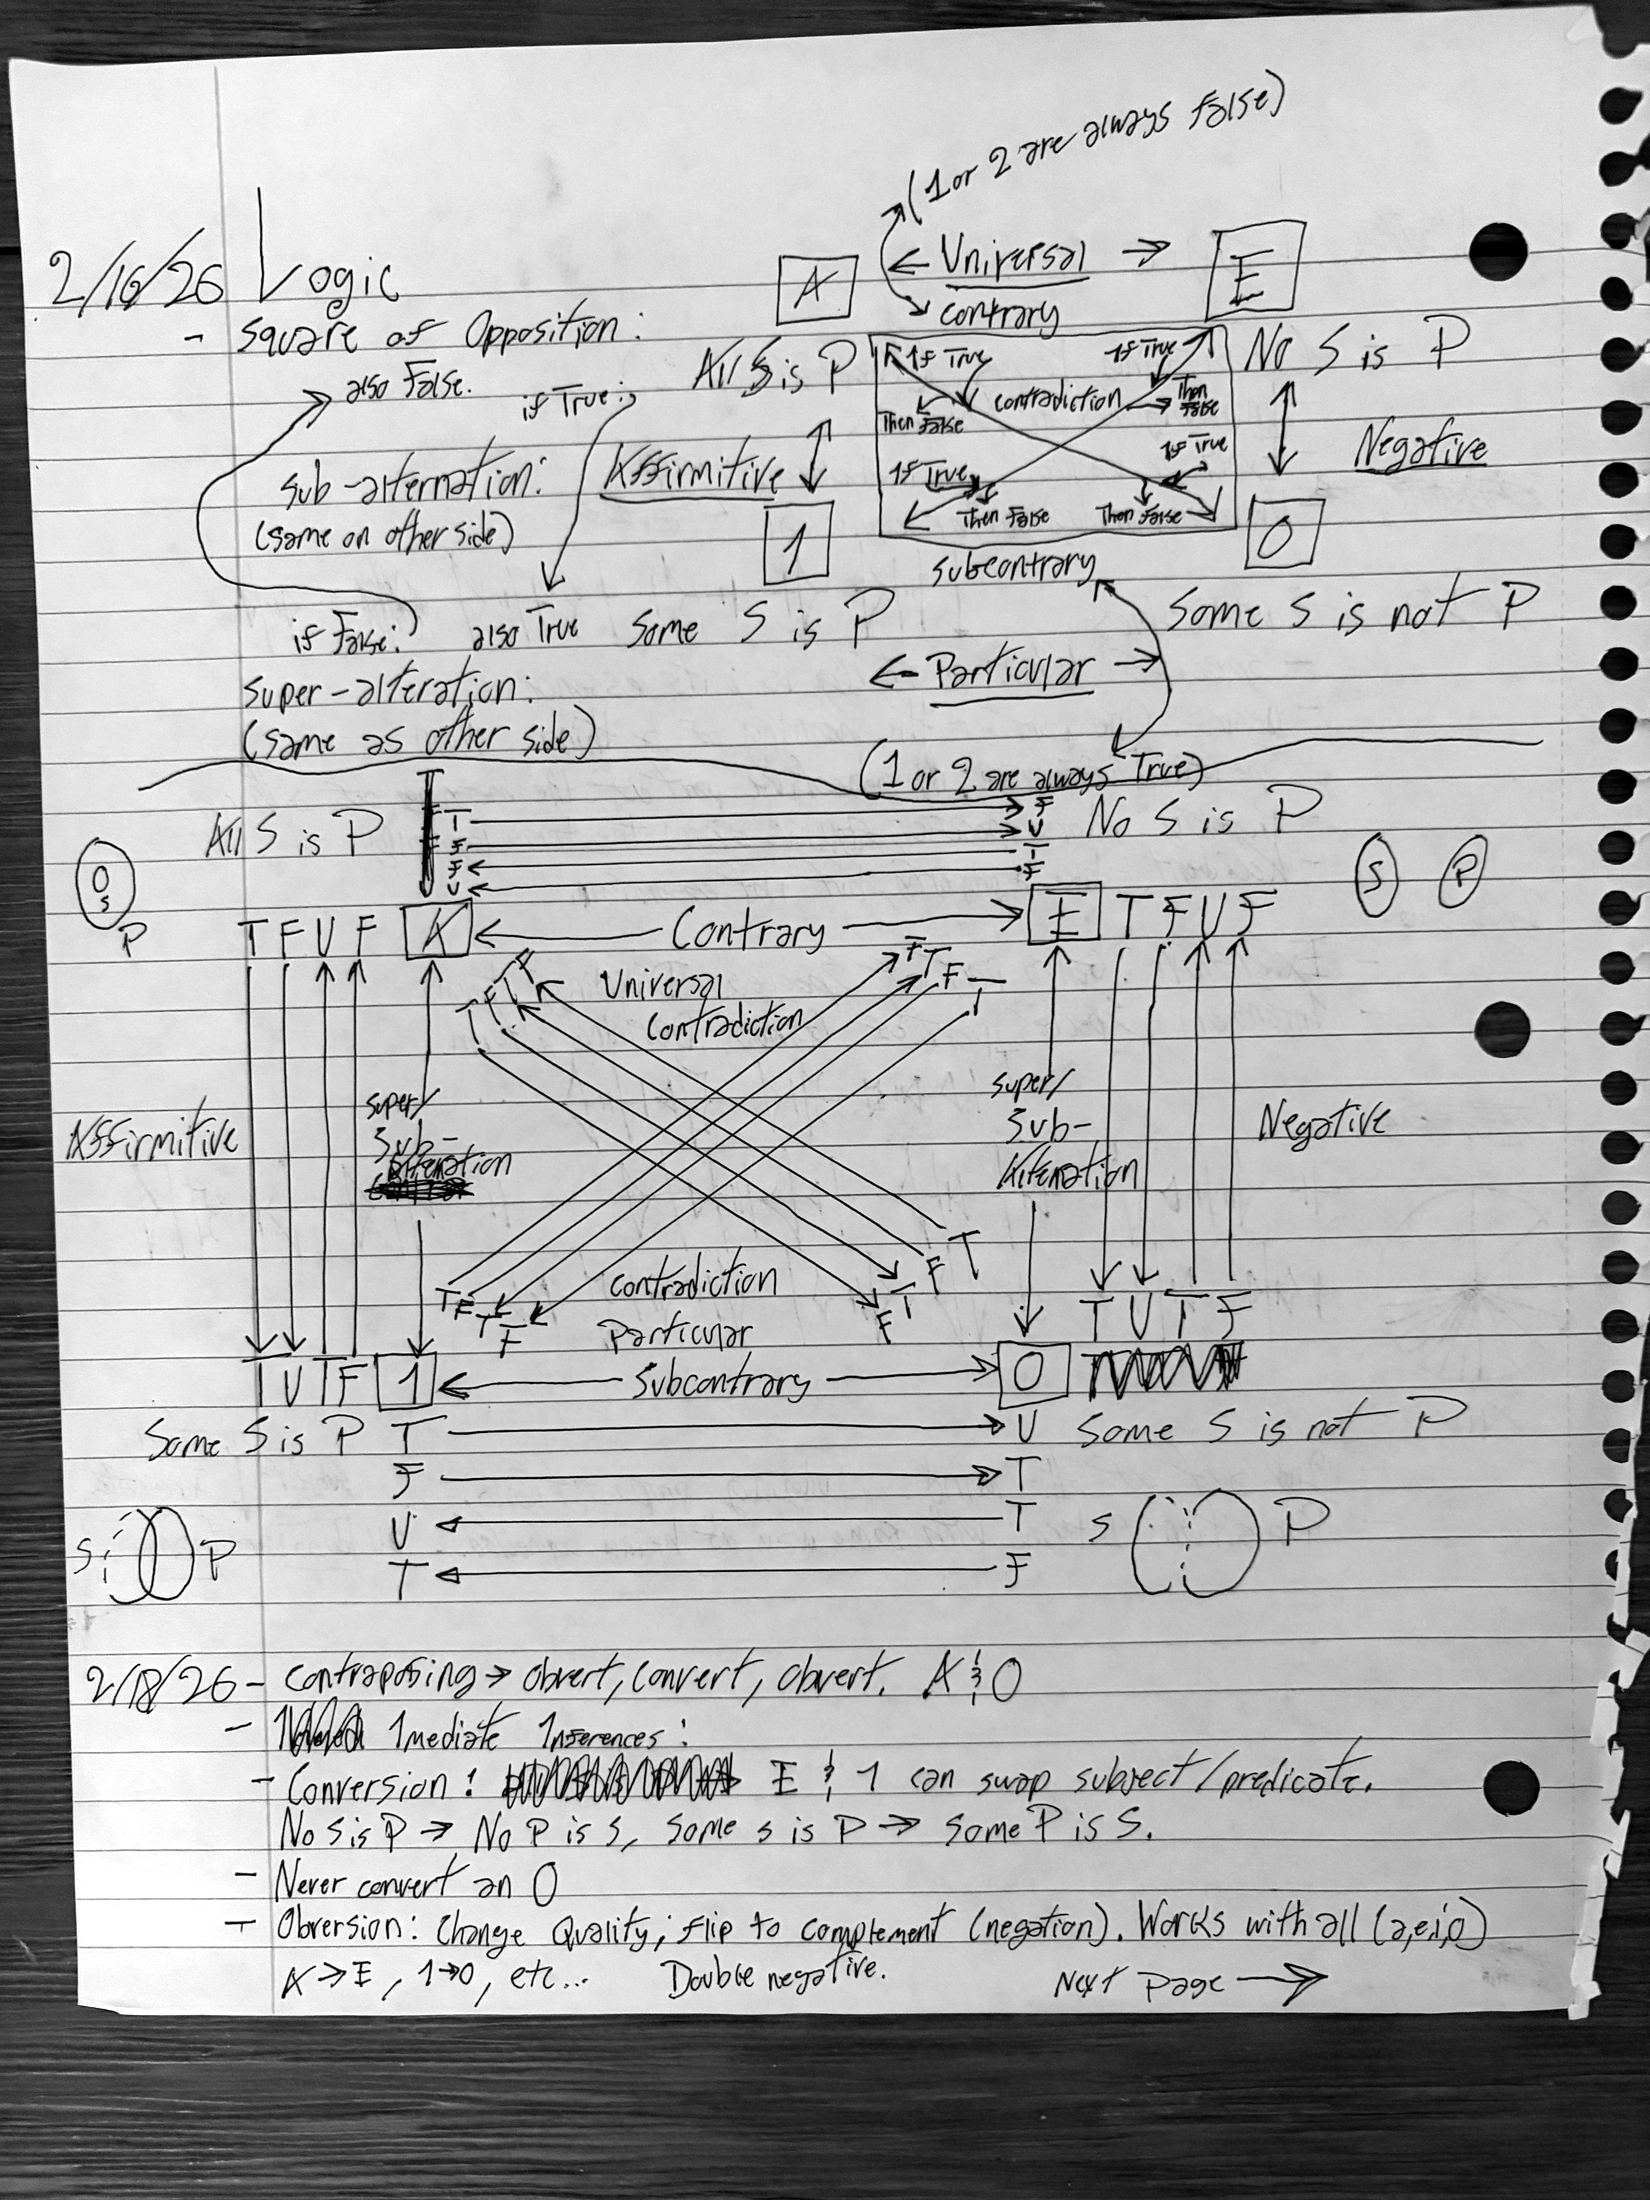 (1 or 2 are always False)
2/16/26 Logic
A ← Universal → E
- Square of Opposition: contrary
also False. if True: All S is P If True If True No S is P
contradiction Then False
Then False
sub-alternation: Affirmitive If True If True Negative
(same on other side) Then False Then False
1 O
subcontrary
if False: also True Some S is P Some S is not P
super-alteration: ← Particular →
(same as other side)
(1 or 2 are always True)
All S is P T F No S is P
F U
F T
U F
S P S P
T F U F A Contrary E T F U F
T F T F Universal F T F T
Contradiction
super/ super/
Affirmitive Sub- Sub- Negative
alteration Alternation
T F T F contradiction F T F T T U T F
Particular
T U T F 1 Subcontrary O
Some S is P T U Some S is not P
F T
U T
T F
S P S P
2/18/26 - Contraposing → obvert, convert, obvert. A & O
- Imediate Inferences:
- Conversion: E & 1 can swap subject/predicate.
No S is P → No P is S, Some S is P → Some P is S.
- Never convert an O
- Obversion: Change Quality; flip to complement (negation). Works with all (a,e,i,o)
A → E, 1→O, etc... Double negative. Next Page →